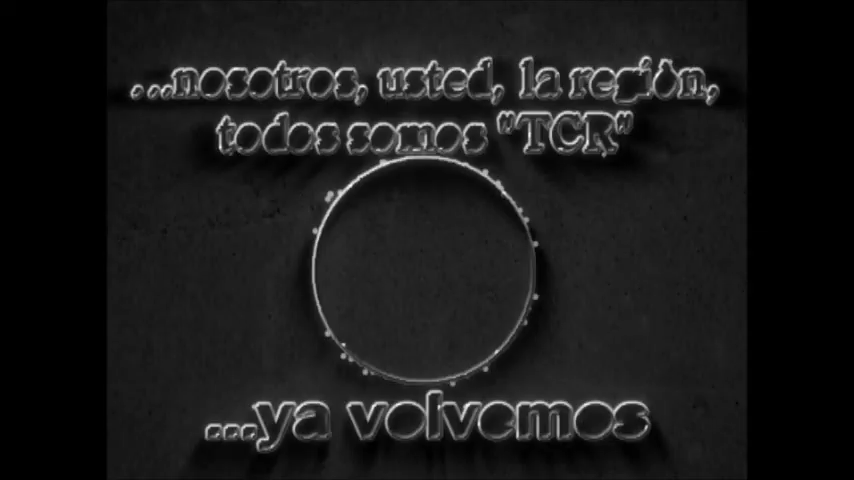 ...nosotros, usted, la región,
todos somos "TCR"
...ya volvemos